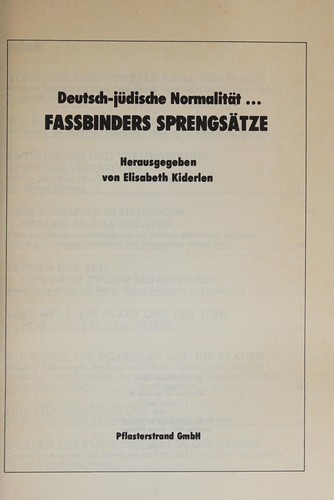 Deutsch-jüdische Normalität ...
FASSBINDERS SPRENGSÄTZE
Herausgegeben
von Elisabeth Kiderlen
Pflasterstrand GmbH